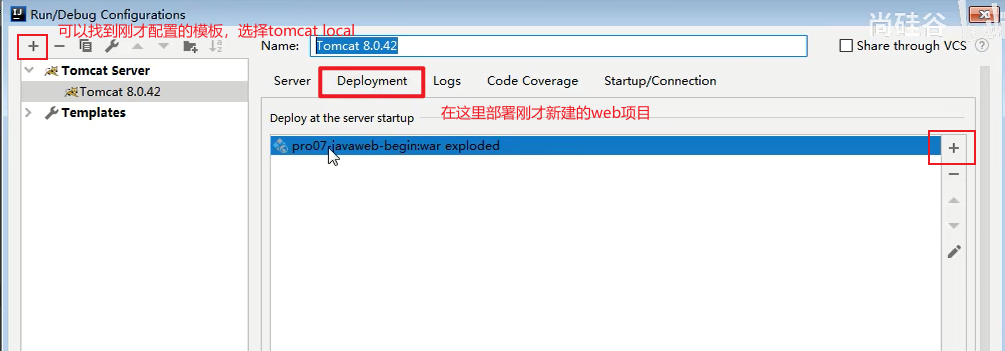 Run/Debug Configurations
可以找到刚才配置的模板，选择tomcat local
尚硅谷
Name: Tomcat 8.0.42
Share through VCS
Tomcat Server
Tomcat 8.0.42
Templates
Server Deployment Logs Code Coverage Startup/Connection
在这里部署刚才新建的web项目
Deploy at the server startup
pro07-javaweb-begin:war exploded